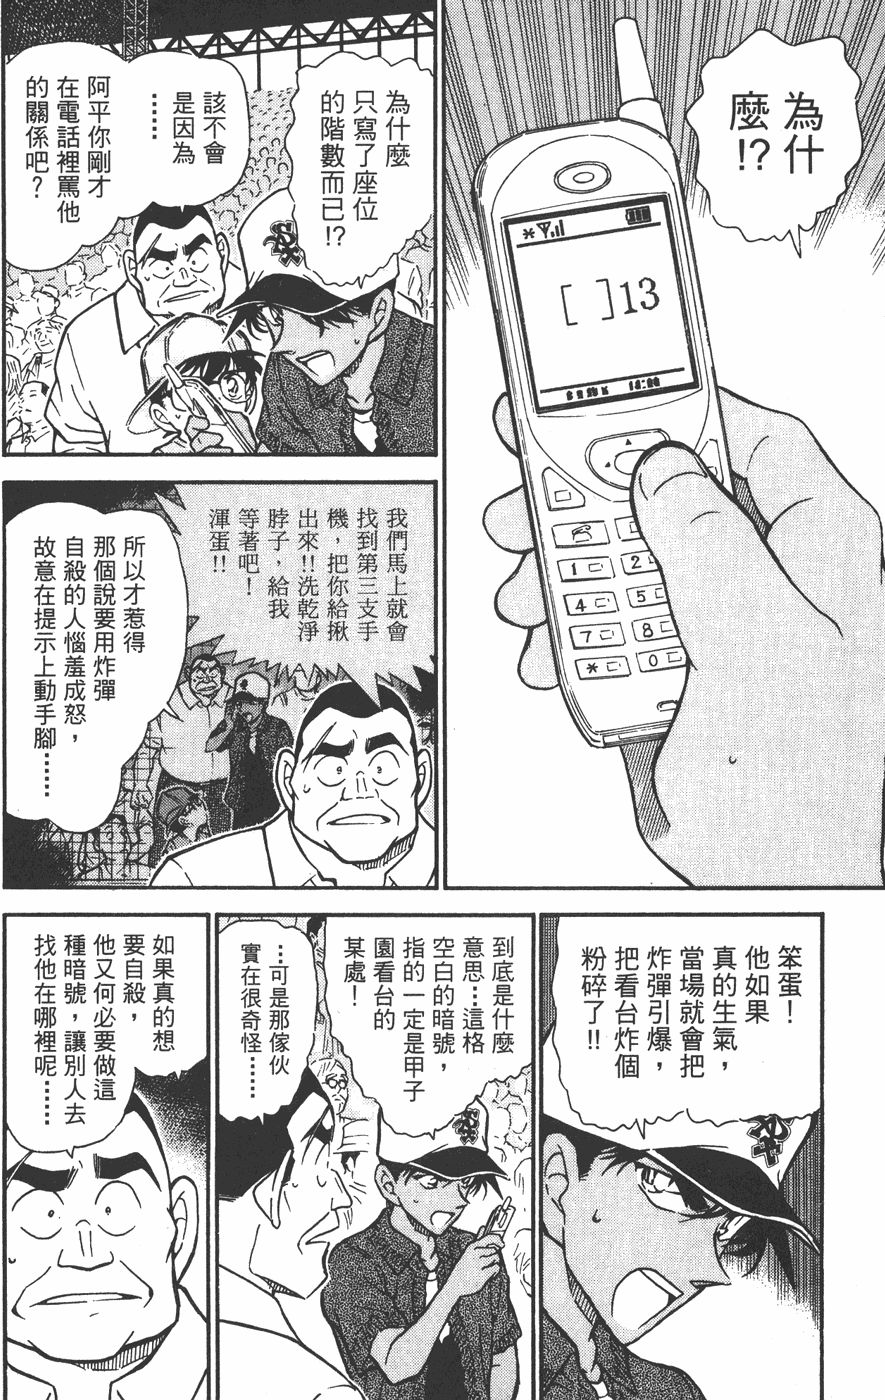 為什
麼!?
[ ]13
1
2
4
5
7
8
*
0
為什麼
只寫了座位
的階數而已!?
該不會
是因為
……
阿平你剛才
在電話裡罵他
的關係吧?
我們馬上就會
找到第三支手
機,把你給揪
出來!!洗乾淨
脖子,給我
等著吧!
渾蛋!!
所以才惹得
那個說要用炸彈
自殺的人惱羞成怒,
故意在提示上動手腳……
笨蛋!
他如果
真的生氣,
當場就會把
炸彈引爆,
把看台炸個
粉碎了!!
到底是什麼
意思…這格
空白的暗號,
指的一定是甲子
園看台的
某處!
…可是那傢伙
實在很奇怪……
如果真的想
要自殺,
他又何必要做這
種暗號,讓別人去
找他在哪裡呢……